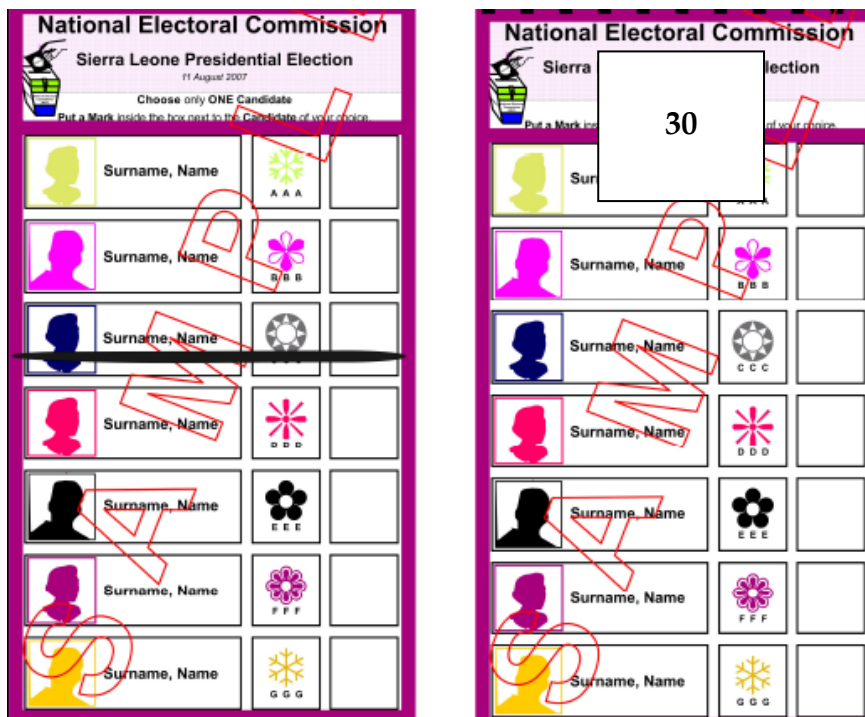 National Electoral Commission
Sierra Leone Presidential Election
11 August 2007
Choose only ONE Candidate
Put a Mark inside the box next to the Candidate of your choice.
Surname, Name
A A A
Surname, Name
B B B
Surname, Name
Surname, Name
D D D
Surname, Name
E E E
Surname, Name
F F F
Surname, Name
G G G
S A M P L
National Electoral Commission
Sierra lection
30
Put a Mark of your choice.
Sur
A A A
Surname, Name
B B B
Surname, Name
C C C
Surname, Name
D D D
Surname, Name
E E E
Surname, Name
F F F
Surname, Name
G G G
S A M P